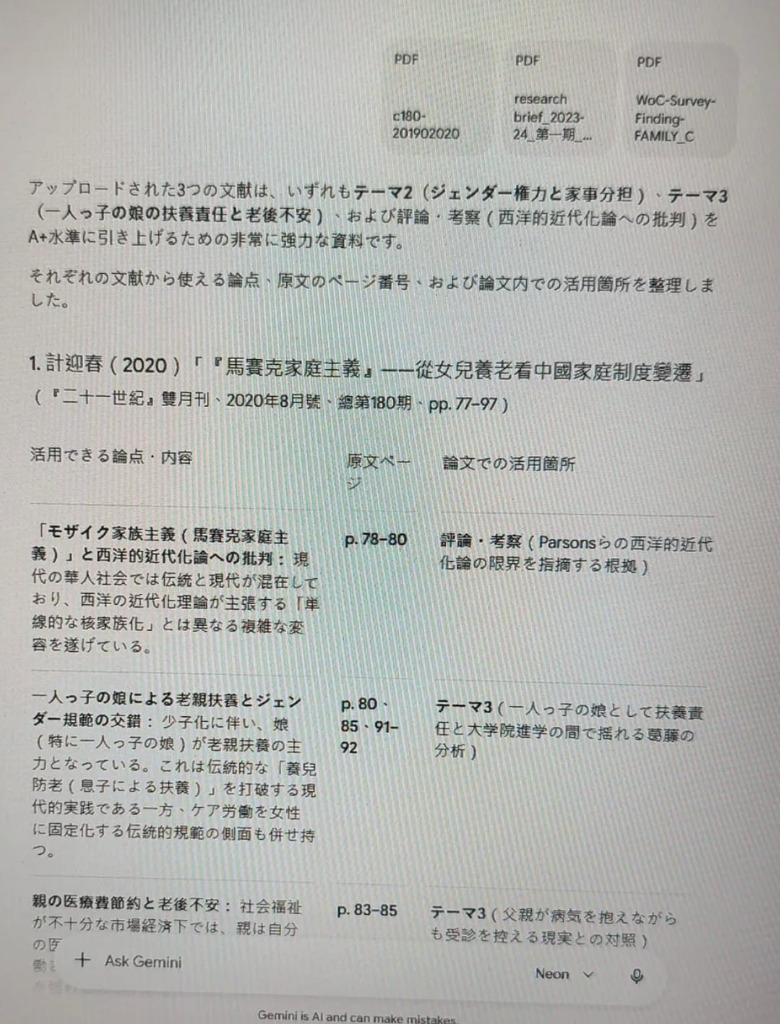 PDF
c180-
201902020
PDF
research
brief_2023-
24_第一期_...
PDF
WoC-Survey-
Finding-
FAMILY_C
アップロードされた3つの文献は、いずれもテーマ2（ジェンダー権力と家事分担）、テーマ3
（一人っ子の娘の扶養責任と老後不安）、および評論・考察（西洋的近代化論への批判）を
A+水準に引き上げるための非常に強力な資料です。
それぞれの文献から使える論点、原文のページ番号、および論文内での活用箇所を整理しま
した。
1. 計迎春（2020）「『馬賽克家庭主義』——從女兒養老看中國家庭制度變遷」
（『二十一世紀』雙月刊、2020年8月號、總第180期、pp. 77–97）
活用できる論点・内容
原文ペー
ジ
論文での活用箇所
「モザイク家族主義（馬賽克家庭主
義）」と西洋的近代化論への批判： 現
代の華人社会では伝統と現代が混在して
おり、西洋の近代化理論が主張する「単
線的な核家族化」とは異なる複雑な変
容を遂げている。
p. 78–80
評論・考察（Parsonsらの西洋的近代
化論の限界を指摘する根拠）
一人っ子の娘による老親扶養とジェン
ダー規範の交錯： 少子化に伴い、娘
（特に一人っ子の娘）が老親扶養の主
力となっている。これは伝統的な「養兒
防老（息子による扶養）」を打破する現
代的実践である一方、ケア労働を女性
に固定化する伝統的規範の側面も併せ持
つ。
p. 80、
85、91–
92
テーマ3（一人っ子の娘として扶養責
任と大学院進学の間で揺れる葛藤の
分析）
親の医療費節約と老後不安： 社会福祉
が不十分な市場経済下では、親は自分
の医
働
p. 83–85
テーマ3（父親が病気を抱えながら
も受診を控える現実との対照）
+ Ask Gemini
Neon
Gemini is AI and can make mistakes.